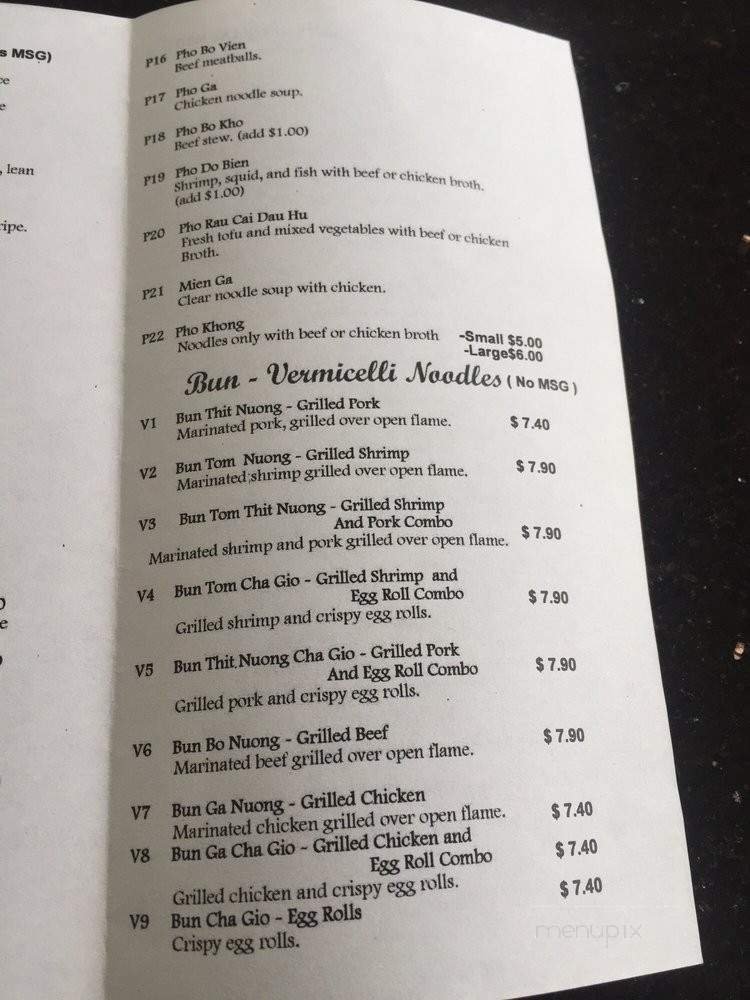 s MSG)
ce
e
, lean
ripe.
e
P16 Pho Bo Vien
Beef meatballs.
P17 Pho Ga
Chicken noodle soup.
P18 Pho Bo Kho
Beef stew. (add $1.00)
P19 Pho Do Bien
Shrimp, squid, and fish with beef or chicken broth.
(add $1.00)
P20 Pho Rau Cai Dau Hu
Fresh tofu and mixed vegetables with beef or chicken
Broth.
P21 Mien Ga
Clear noodle soup with chicken.
P22 Pho Khong
Noodles only with beef or chicken broth -Small $5.00
-Large$6.00
Bun - Vermicelli Noodles ( No MSG )
V1 Bun Thit Nuong - Grilled Pork
Marinated pork, grilled over open flame. $ 7.40
V2 Bun Tom Nuong - Grilled Shrimp
Marinated shrimp grilled over open flame. $ 7.90
V3 Bun Tom Thit Nuong - Grilled Shrimp
And Pork Combo
Marinated shrimp and pork grilled over open flame. $ 7.90
V4 Bun Tom Cha Gio - Grilled Shrimp and
Egg Roll Combo $ 7.90
Grilled shrimp and crispy egg rolls.
V5 Bun Thit Nuong Cha Gio - Grilled Pork
And Egg Roll Combo $ 7.90
Grilled pork and crispy egg rolls.
V6 Bun Bo Nuong - Grilled Beef $ 7.90
Marinated beef grilled over open flame.
V7 Bun Ga Nuong - Grilled Chicken
Marinated chicken grilled over open flame. $ 7.40
V8 Bun Ga Cha Gio - Grilled Chicken and
Egg Roll Combo $ 7.40
Grilled chicken and crispy egg rolls. $ 7.40
V9 Bun Cha Gio - Egg Rolls
Crispy egg rolls.
menupix